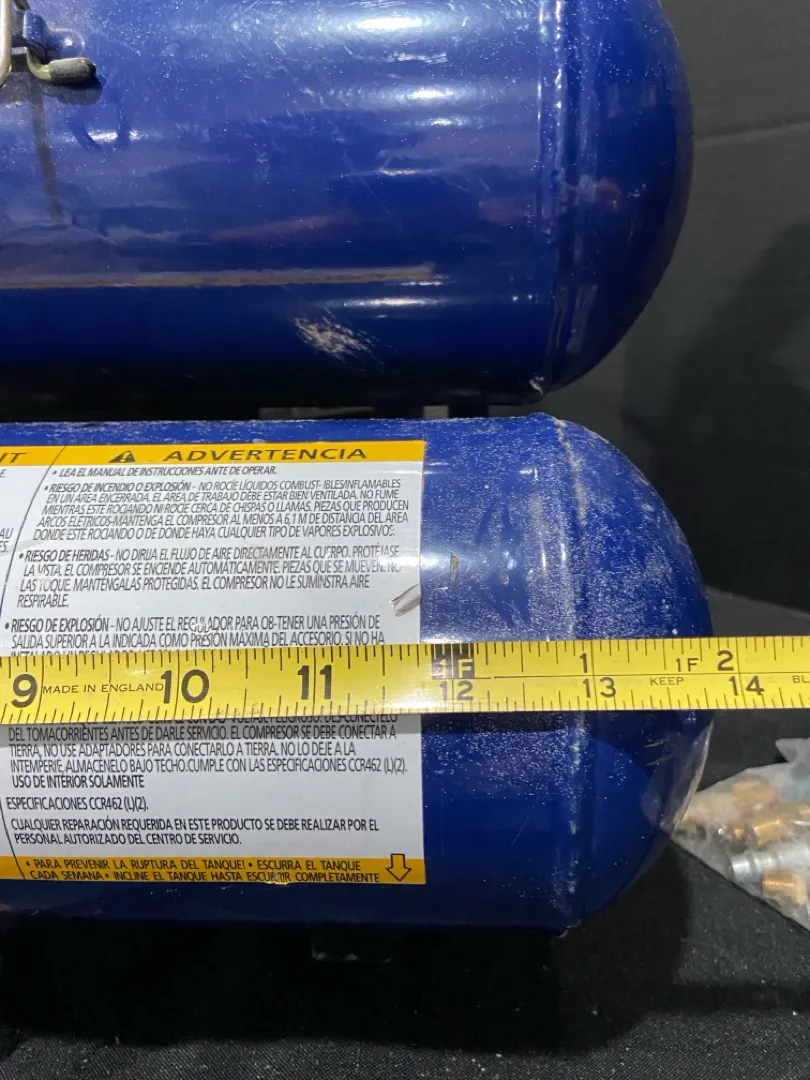 IT
ADVERTENCIA
• LEA EL MANUAL DE INSTRUCCIONES ANTE DE OPERAR.
• RIESGO DE INCENDIO O EXPLOSIÓN - NO ROCÍE LÍQUIDOS COMBUST- IBLES/INFLAMABLES
EN UN ÁREA ENCERRADA. EL ÁREA DE TRABAJO DEBE ESTAR BIEN VENTILADA. NO FUME
MIENTRAS ESTE ROCIANDO NI ROCÍE CERCA DE CHISPAS O LLAMAS. PIEZAS QUE PRODUCEN
ARCOS ELETRICOS-MANTENGA EL COMPRESOR AL MENOS A 6,1 M DE DISTANCIA DEL ÁREA
DONDE ESTE ROCIANDO O DONDE HAYA CUALQUIER TIPO DE VAPORES EXPLOSIVOS.
AU
ES.
• RIESGO DE HERIDAS - NO DIRIJA EL FLUJO DE AIRE DIRECTAMENTE AL CUERPO. PROTÉJASE
LA VISTA. EL COMPRESOR SE ENCIENDE AUTOMÁTICAMENTE. PIEZAS QUE SE MUEVEN. NO
LAS TOQUE. MANTÉNGALAS PROTEGIDAS. EL COMPRESOR NO LE SUMINSTRA AIRE
RESPIRABLE.
• RIESGO DE EXPLOSIÓN - NO AJUSTE EL REGULADOR PARA OB-TENER UNA PRESIÓN DE
SALIDA SUPERIOR A LA INDICADA COMO PRESIÓN MÁXIMA DEL ACCESORIO. SI NO HA
1F 1 1F 2
9 MADE IN ENGLAND 10 11 12 13 KEEP 14 BL
DEL TOMACORRIENTES ANTES DE DARLE SERVICIO. EL COMPRESOR SE DEBE CONECTAR A
TIERRA, NO USE ADAPTADORES PARA CONECTARLO A TIERRA. NO LO DEJE A LA
INTEMPERIE, ALMACENELO BAJO TECHO.CUMPLE CON LAS ESPECIFICACIONES CCR462 (L)(2).
USO DE INTERIOR SOLAMENTE
ESPECIFICACIONES CCR462 (L)(2).
CUALQUIER REPARACIÓN REQUERIDA EN ESTE PRODUCTO SE DEBE REALIZAR POR EL
PERSONAL AUTORIZADO DEL CENTRO DE SERVICIO.
• PARA PREVENIR LA RUPTURA DEL TANQUE! • ESCURRA EL TANQUE
CADA SEMANA • INCLINE EL TANQUE HASTA ESCURRIR COMPLETAMENTE